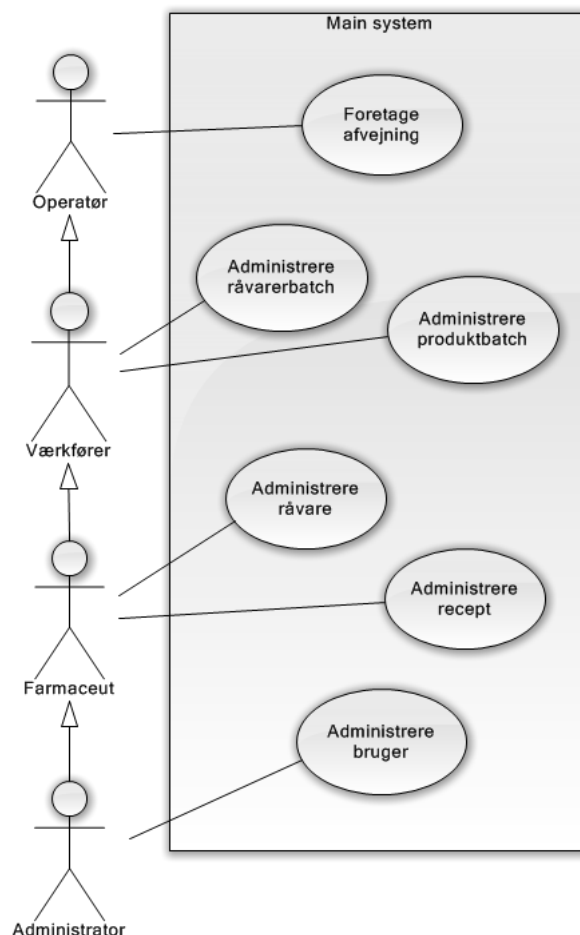 Main system
Foretage
afvejning
Operatør
Administrere
råvarerbatch
Administrere
produktbatch
Værkfører
Administrere
råvare
Administrere
recept
Farmaceut
Administrere
bruger
Administrator